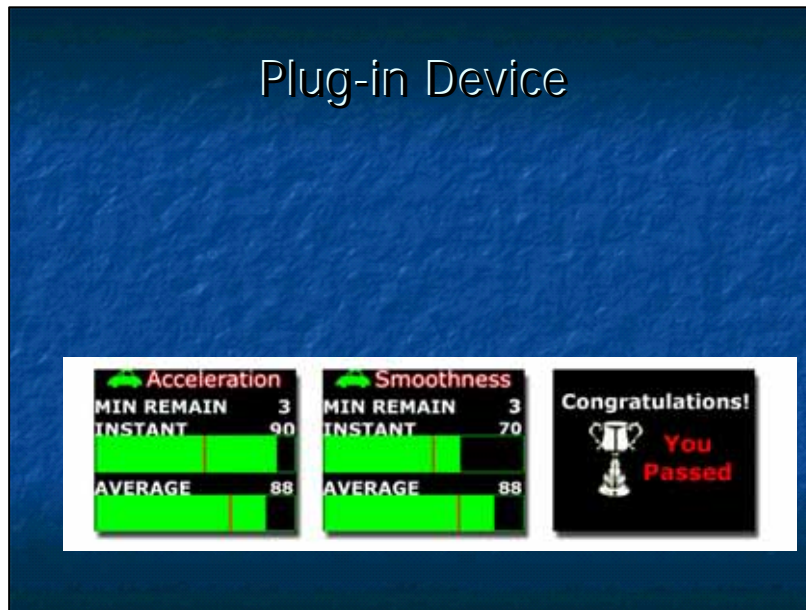 Plug-in Device
Acceleration
MIN REMAIN 3
INSTANT 90
AVERAGE 88
Smoothness
MIN REMAIN 3
INSTANT 70
AVERAGE 88
Congratulations!
You
Passed